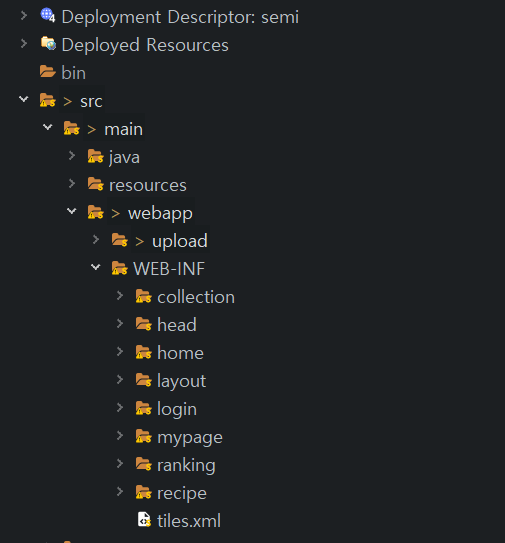 Deployment Descriptor: semi
Deployed Resources
bin
> src
> main
java
resources
> webapp
> upload
WEB-INF
collection
head
home
layout
login
mypage
ranking
recipe
tiles.xml